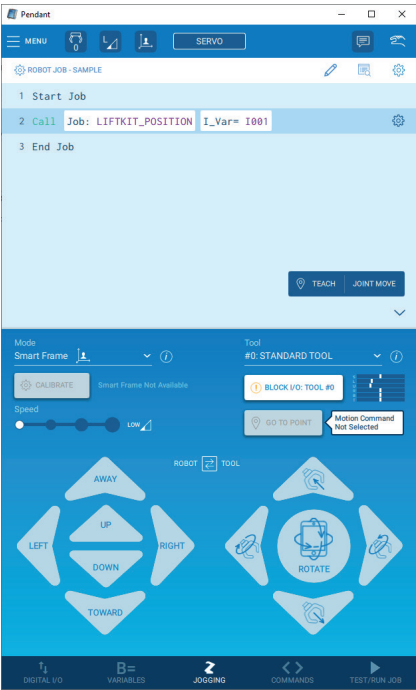 Pendant
MENU
0
SERVO
ROBOT JOB - SAMPLE
1 Start Job
2 Call Job: LIFTKIT_POSITION I_Var= I001
3 End Job
TEACH JOINT MOVE
Mode
Smart Frame
Tool
#0: STANDARD TOOL
CALIBRATE
Smart Frame Not Available
BLOCK I/O: TOOL #0
Speed
LOW
GO TO POINT
Motion Command
Not Selected
ROBOT TOOL
AWAY
UP
LEFT
RIGHT
DOWN
TOWARD
ROTATE
DIGITAL I/O
VARIABLES
JOGGING
COMMANDS
TEST/RUN JOB